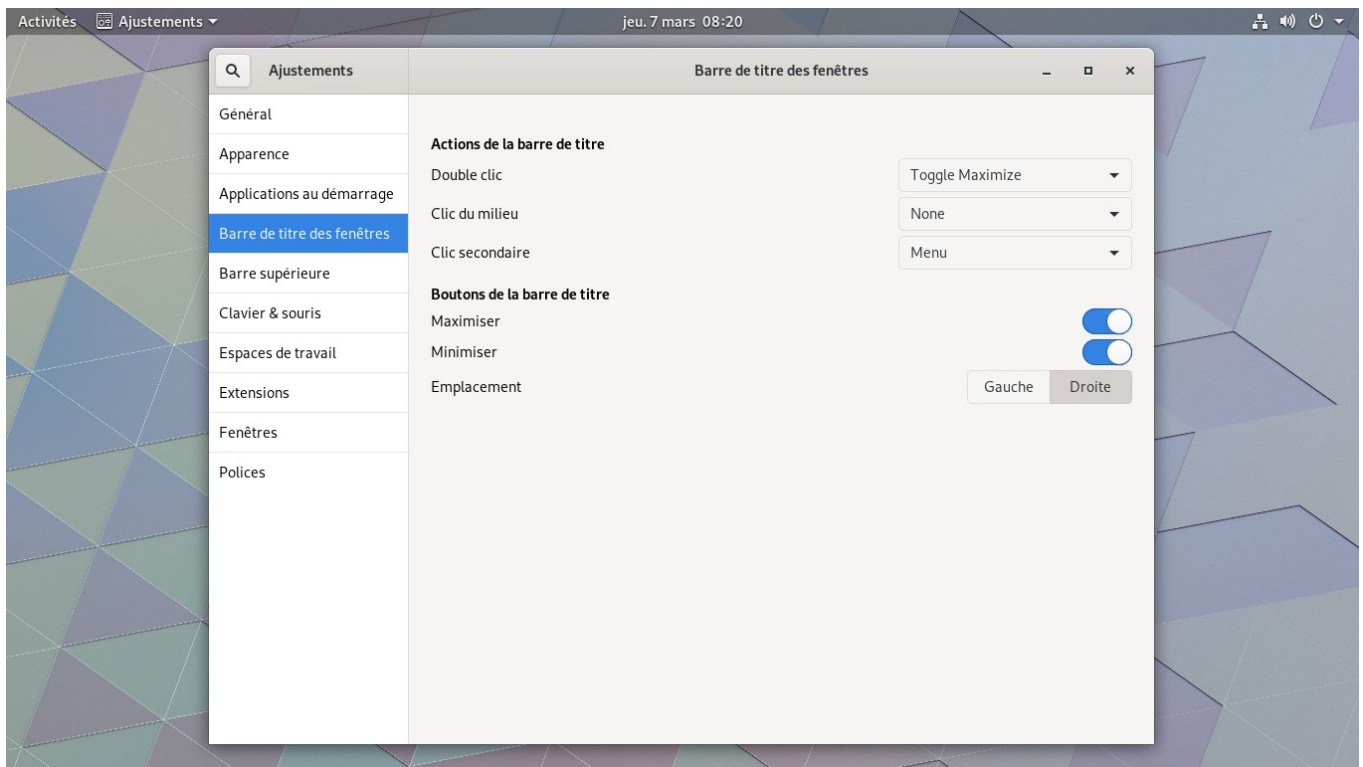 Activités Ajustements jeu. 7 mars 08:20
Ajustements Barre de titre des fenêtres
Général
Apparence
Applications au démarrage
Barre de titre des fenêtres
Barre supérieure
Clavier & souris
Espaces de travail
Extensions
Fenêtres
Polices
Actions de la barre de titre
Double clic Toggle Maximize
Clic du milieu None
Clic secondaire Menu
Boutons de la barre de titre
Maximiser
Minimiser
Emplacement Gauche Droite